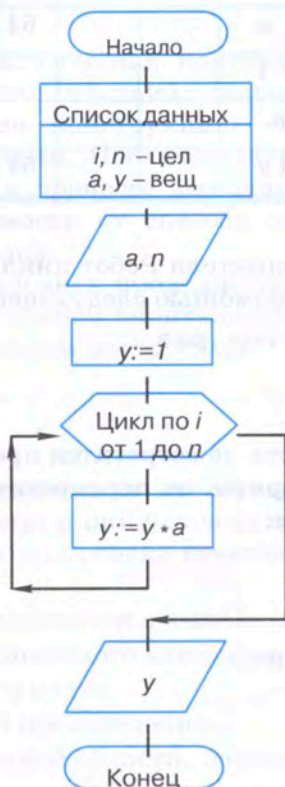 Начало
Список данных
i, n – цел
a, y – вещ
a, n
y:=1
Цикл по i
от 1 до n
y:=y*a
y
Конец